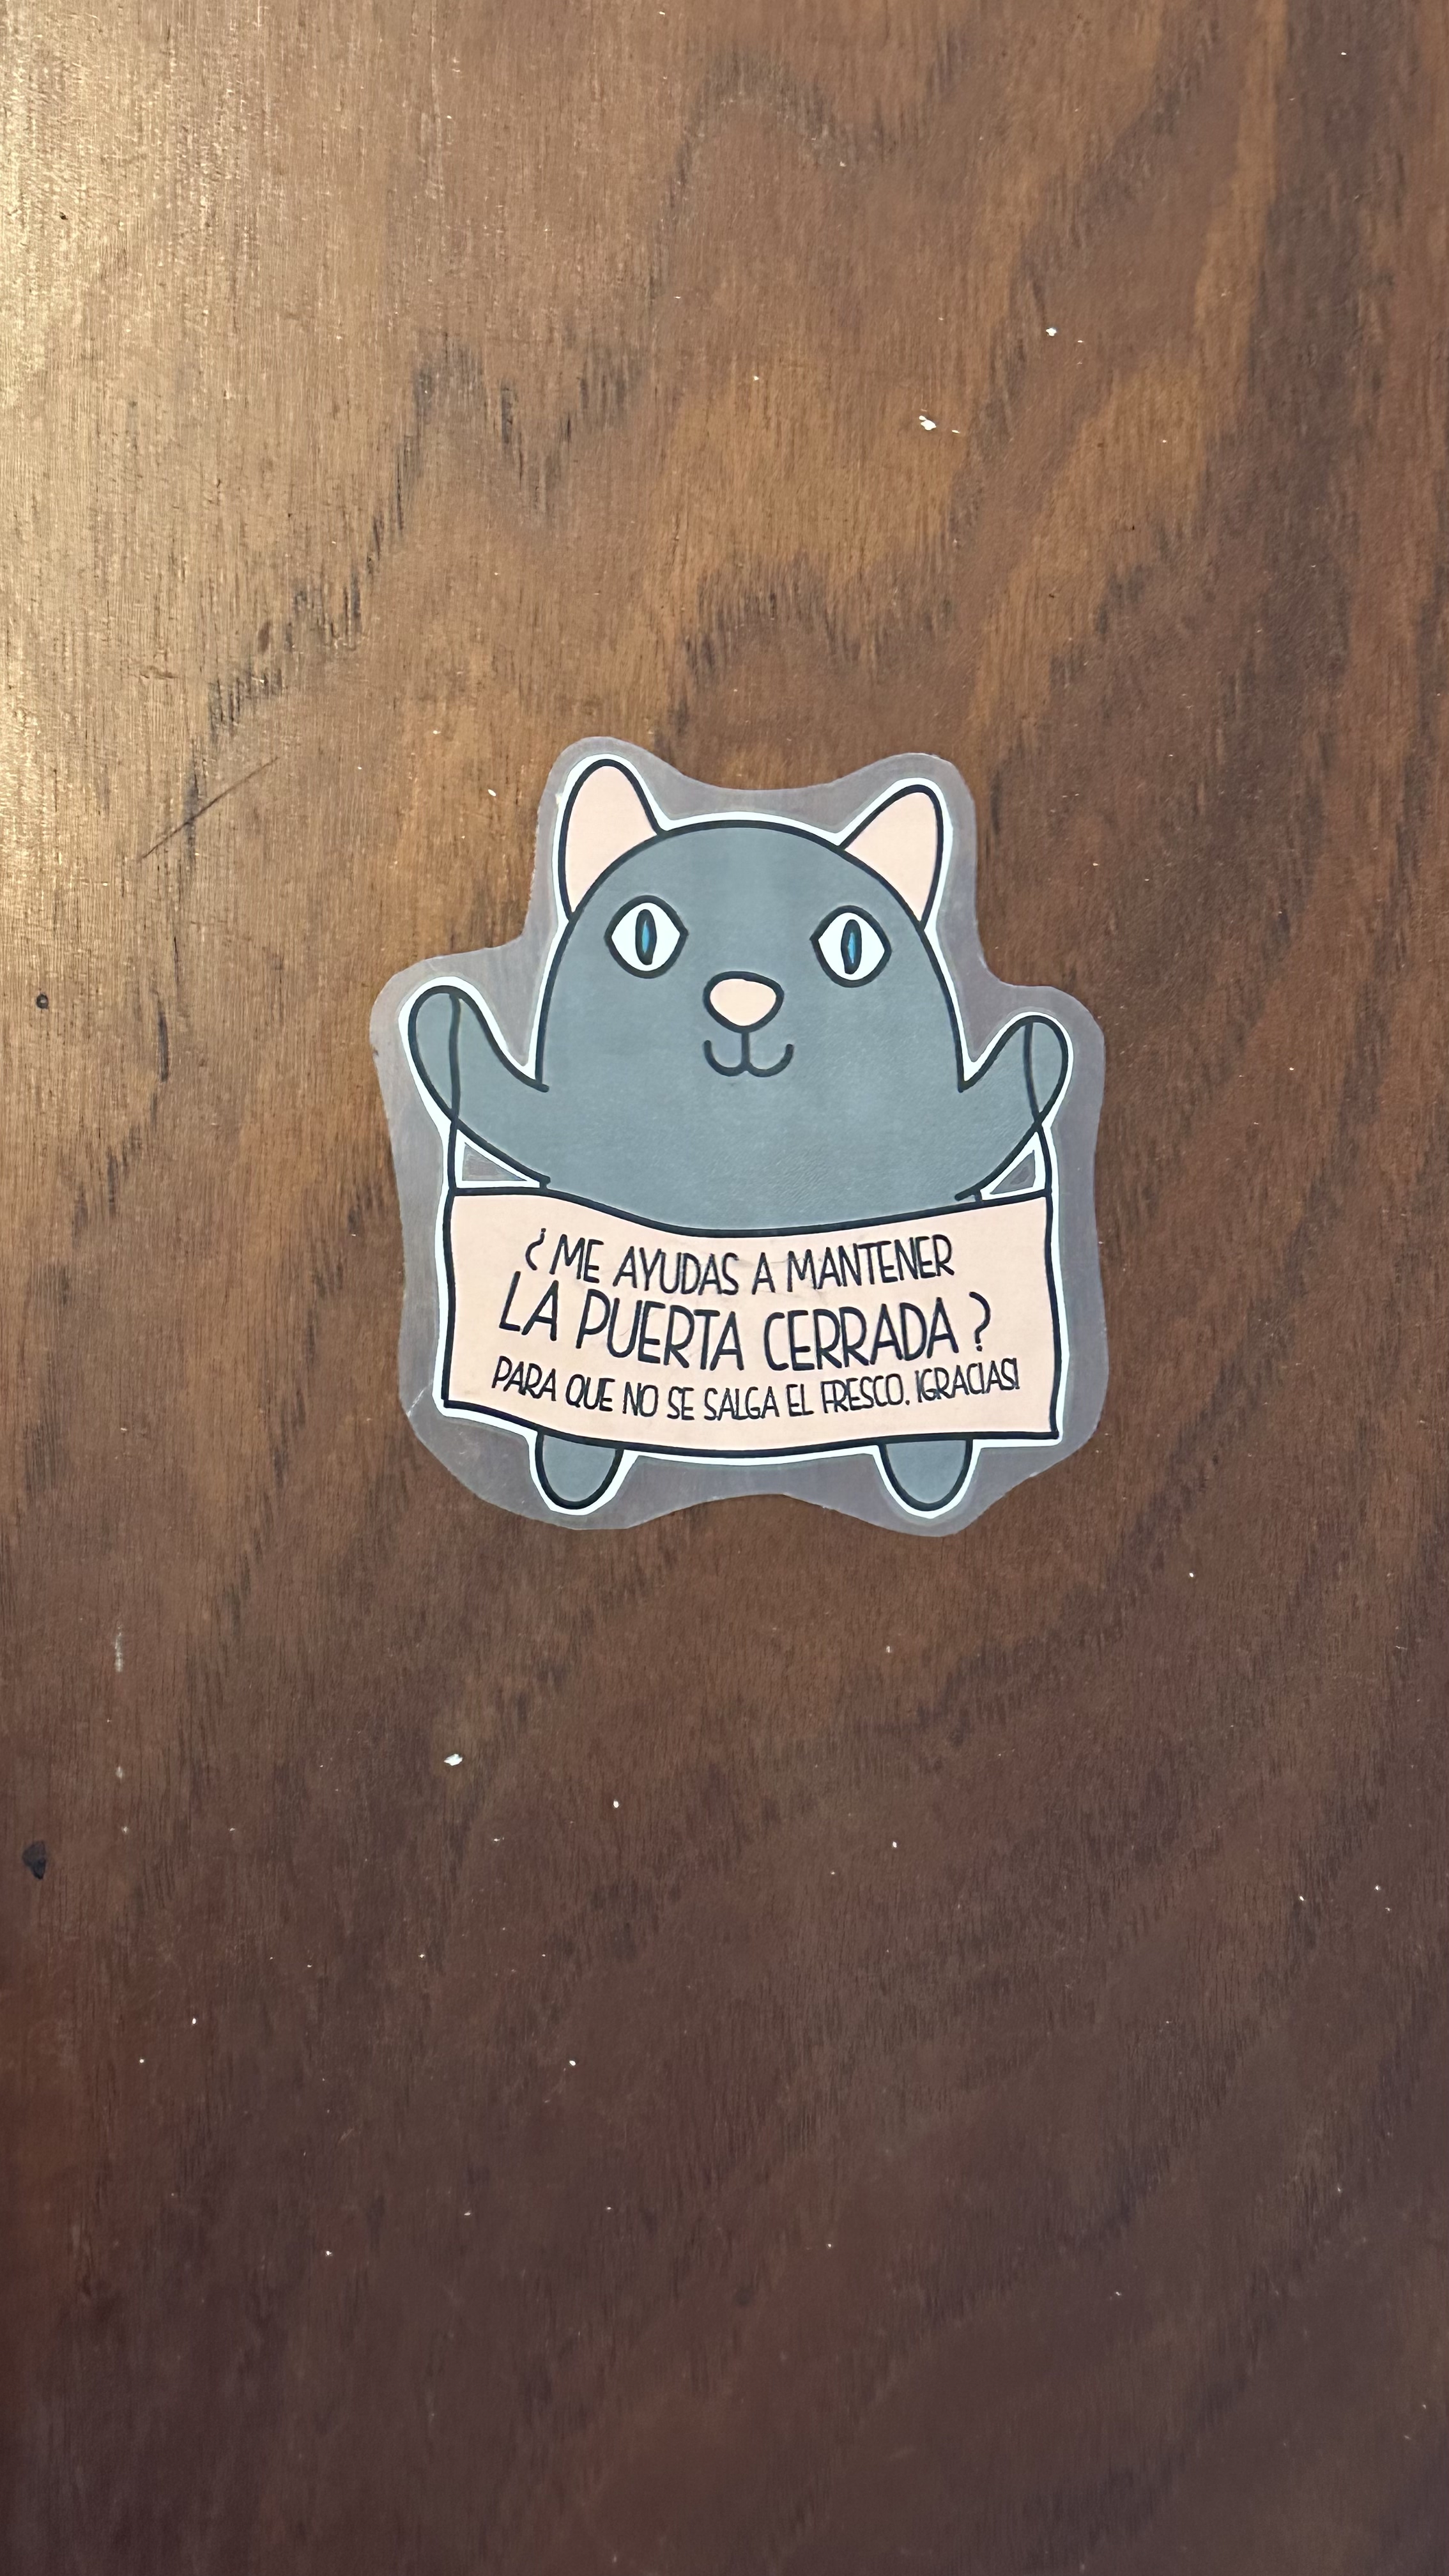 ¿ME AYUDAS A MANTENER
LA PUERTA CERRADA?
PARA QUE NO SE SALGA EL FRESCO. ¡GRACIAS!